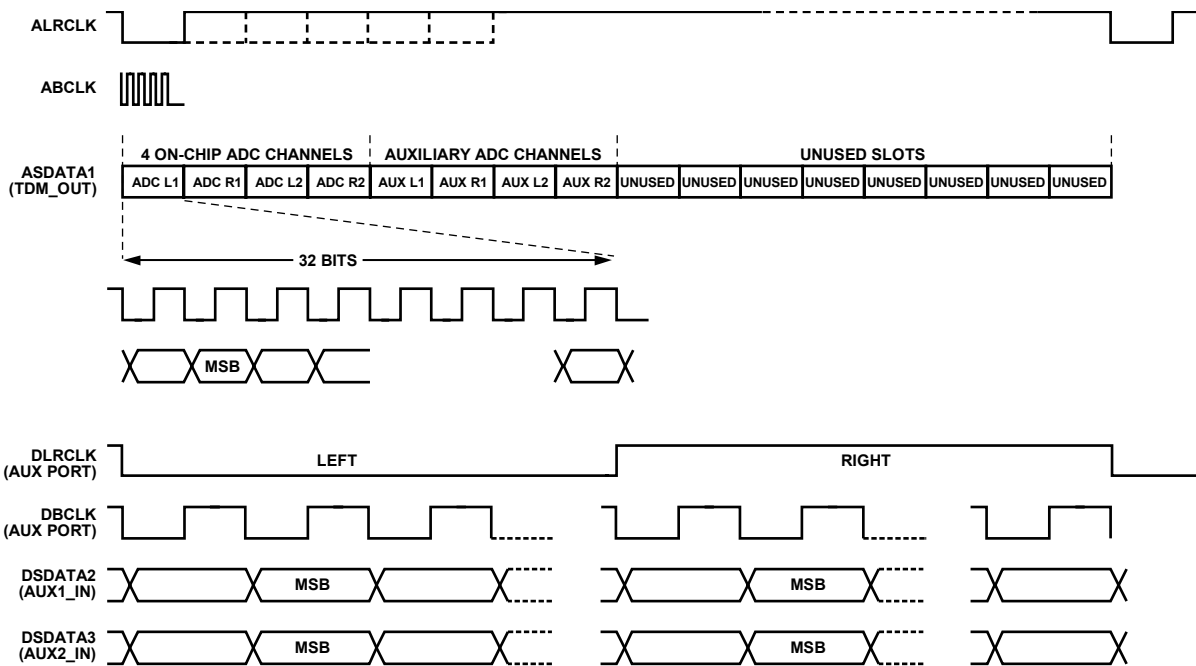 ALRCLK
ABCLK
4 ON-CHIP ADC CHANNELS AUXILIARY ADC CHANNELS UNUSED SLOTS
ASDATA1
(TDM_OUT)
ADC L1 ADC R1 ADC L2 ADC R2 AUX L1 AUX R1 AUX L2 AUX R2 UNUSED UNUSED UNUSED UNUSED UNUSED UNUSED UNUSED UNUSED
32 BITS
MSB
DLRCLK
(AUX PORT)
LEFT RIGHT
DBCLK
(AUX PORT)
DSDATA2
(AUX1_IN)
MSB MSB
DSDATA3
(AUX2_IN)
MSB MSB